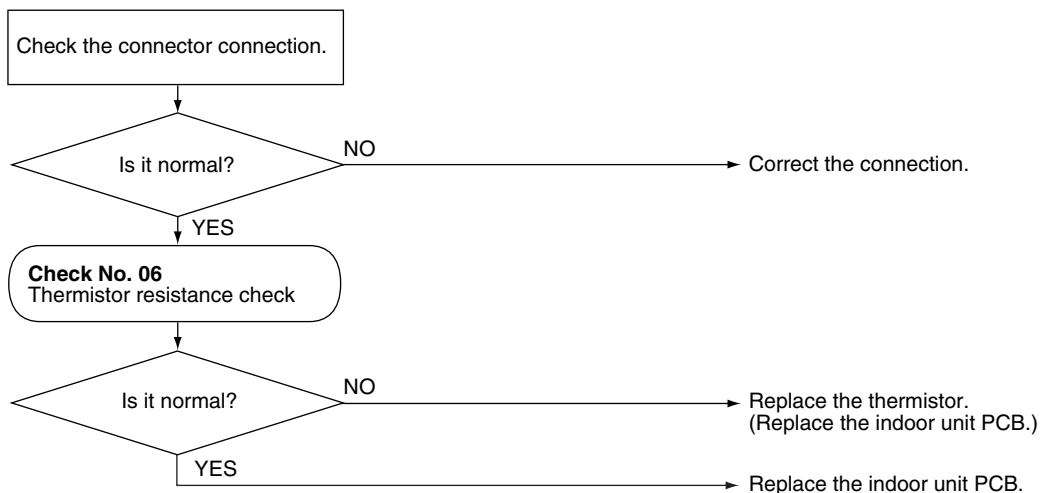 Check the connector connection.
Is it normal?
NO
Correct the connection.
YES
Check No. 06
Thermistor resistance check
Is it normal?
NO
Replace the thermistor.
(Replace the indoor unit PCB.)
YES
Replace the indoor unit PCB.